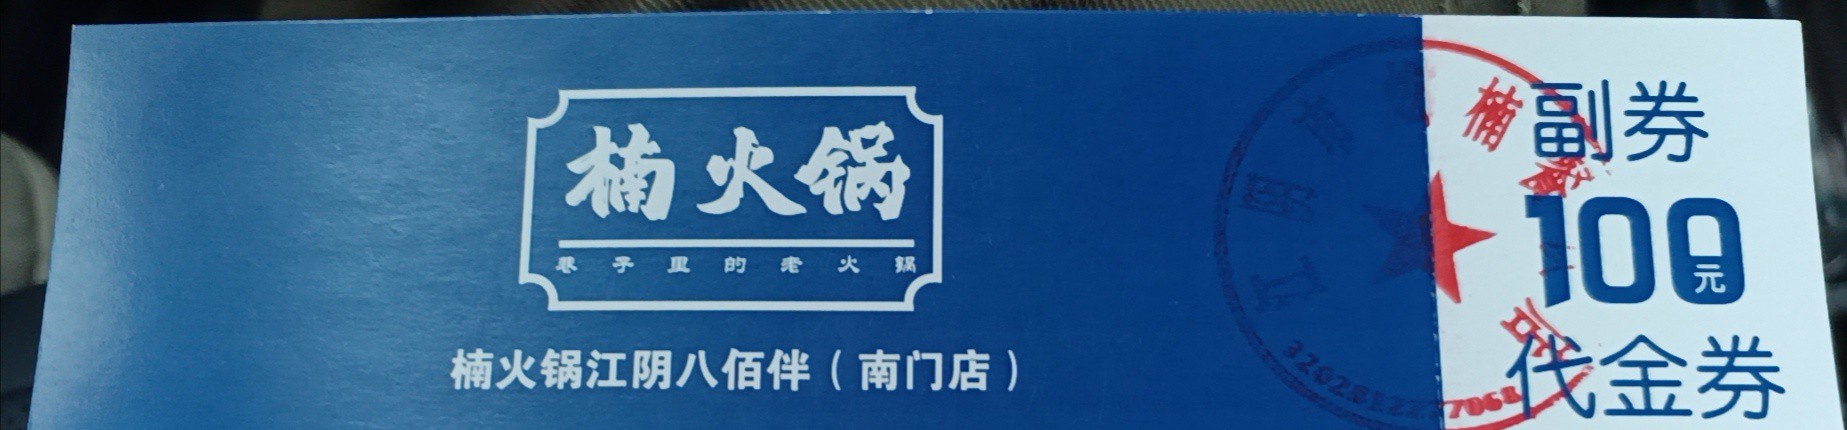 楠火锅
巷子里的老火锅
楠火锅江阴八佰伴（南门店）
副券
100元
代金券